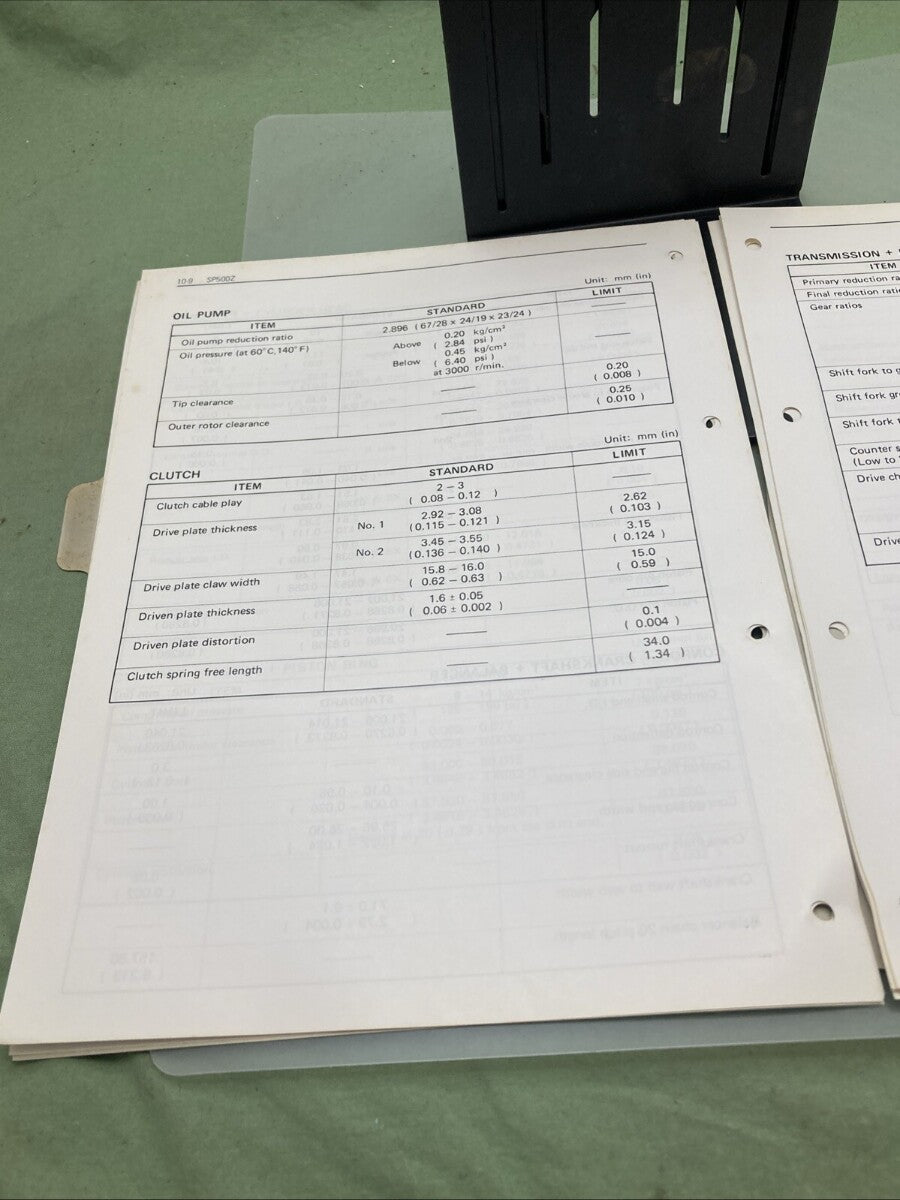 10-9 SP500Z
OIL PUMP
Unit: mm (in)
ITEM STANDARD LIMIT
Oil pump reduction ratio 2.896 (67/28 x 24/19 x 23/24) ———
Oil pressure (at 60°C, 140°F) Above 0.20 kg/cm²
( 2.84 psi )
Below 0.45 kg/cm²
( 6.40 psi )
at 3000 r/min. ———
Tip clearance ——— 0.20
( 0.008 )
Outer rotor clearance ——— 0.25
( 0.010 )
CLUTCH
Unit: mm (in)
ITEM STANDARD LIMIT
Clutch cable play 2 – 3
( 0.08 – 0.12 ) ———
Drive plate thickness No. 1 2.92 – 3.08
(0.115 – 0.121 ) 2.62
( 0.103 )
No. 2 3.45 – 3.55
(0.136 – 0.140 ) 3.15
( 0.124 )
Drive plate claw width 15.8 – 16.0
( 0.62 – 0.63 ) 15.0
( 0.59 )
Driven plate thickness 1.6 ± 0.05
( 0.06 ± 0.002 ) ———
Driven plate distortion ——— 0.1
( 0.004 )
Clutch spring free length 34.0
( 1.34 )
TRANSMISSION +
ITEM
Primary reduction ra
Final reduction rati
Gear ratios
Shift fork to g
Shift fork gr
Shift fork t
Counter s
(Low to
Drive ch
Drive